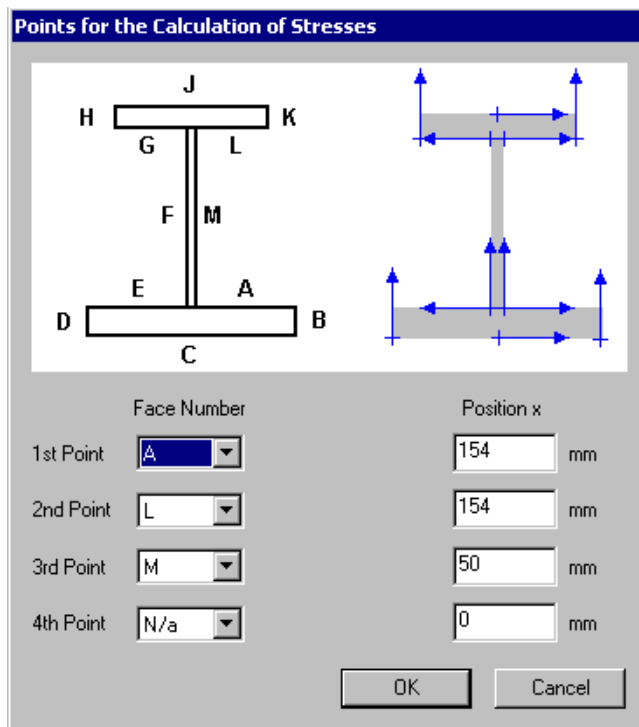 Points for the Calculation of Stresses
J
H K
G L
F M
E A
D B
C
Face Number Position x
1st Point A 154 mm
2nd Point L 154 mm
3rd Point M 50 mm
4th Point N/a 0 mm
OK Cancel